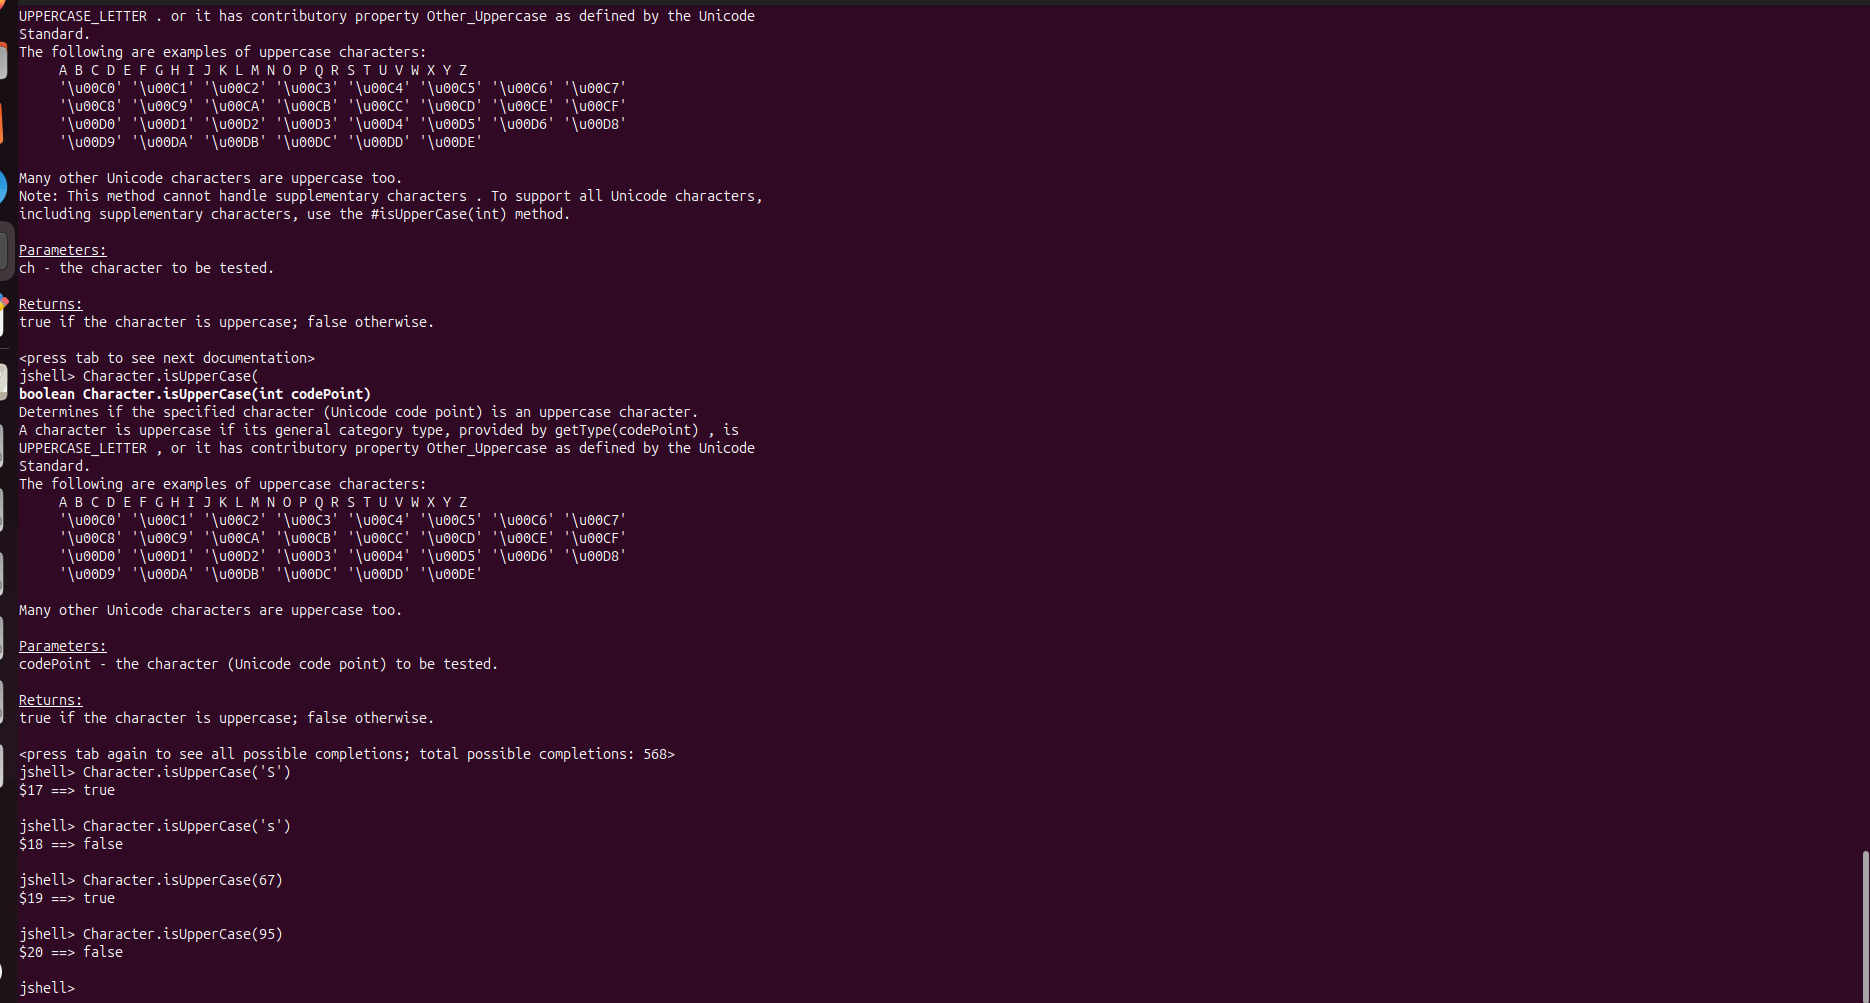 UPPERCASE_LETTER . or it has contributory property Other_Uppercase as defined by the Unicode
Standard.
The following are examples of uppercase characters:
A B C D E F G H I J K L M N O P Q R S T U V W X Y Z
'\u00C0' '\u00C1' '\u00C2' '\u00C3' '\u00C4' '\u00C5' '\u00C6' '\u00C7'
'\u00C8' '\u00C9' '\u00CA' '\u00CB' '\u00CC' '\u00CD' '\u00CE' '\u00CF'
'\u00D0' '\u00D1' '\u00D2' '\u00D3' '\u00D4' '\u00D5' '\u00D6' '\u00D8'
'\u00D9' '\u00DA' '\u00DB' '\u00DC' '\u00DD' '\u00DE'
Many other Unicode characters are uppercase too.
Note: This method cannot handle supplementary characters . To support all Unicode characters,
including supplementary characters, use the #isUpperCase(int) method.
Parameters:
ch - the character to be tested.
Returns:
true if the character is uppercase; false otherwise.
<press tab to see next documentation>
jshell> Character.isUpperCase(
boolean Character.isUpperCase(int codePoint)
Determines if the specified character (Unicode code point) is an uppercase character.
A character is uppercase if its general category type, provided by getType(codePoint) , is
UPPERCASE_LETTER , or it has contributory property Other_Uppercase as defined by the Unicode
Standard.
The following are examples of uppercase characters:
A B C D E F G H I J K L M N O P Q R S T U V W X Y Z
'\u00C0' '\u00C1' '\u00C2' '\u00C3' '\u00C4' '\u00C5' '\u00C6' '\u00C7'
'\u00C8' '\u00C9' '\u00CA' '\u00CB' '\u00CC' '\u00CD' '\u00CE' '\u00CF'
'\u00D0' '\u00D1' '\u00D2' '\u00D3' '\u00D4' '\u00D5' '\u00D6' '\u00D8'
'\u00D9' '\u00DA' '\u00DB' '\u00DC' '\u00DD' '\u00DE'
Many other Unicode characters are uppercase too.
Parameters:
codePoint - the character (Unicode code point) to be tested.
Returns:
true if the character is uppercase; false otherwise.
<press tab again to see all possible completions; total possible completions: 568>
jshell> Character.isUpperCase('S')
$17 ==> true
jshell> Character.isUpperCase('s')
$18 ==> false
jshell> Character.isUpperCase(67)
$19 ==> true
jshell> Character.isUpperCase(95)
$20 ==> false
jshell>